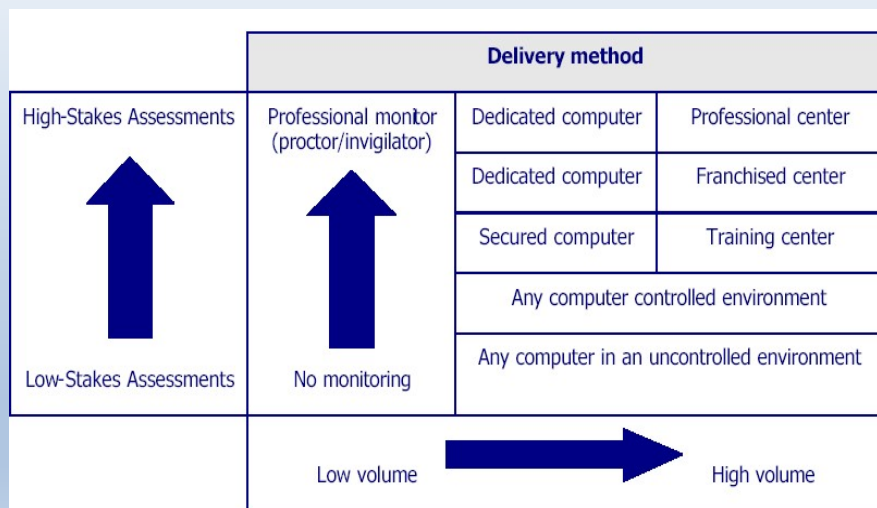 Delivery method
High-Stakes Assessments
Professional monitor
(proctor/invigilator)
Dedicated computer
Professional center
Dedicated computer
Franchised center
Secured computer
Training center
Any computer controlled environment
Any computer in an uncontrolled environment
Low-Stakes Assessments
No monitoring
Low volume
High volume